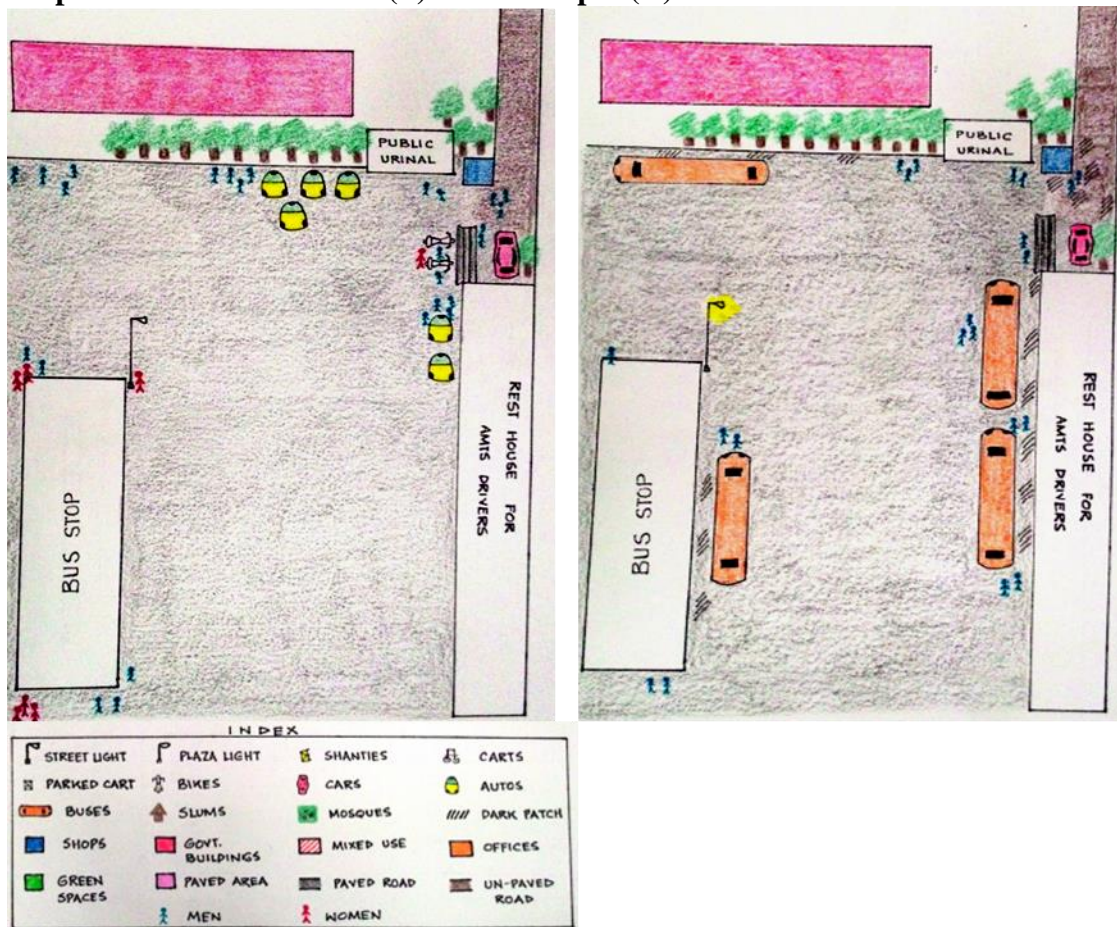 PUBLIC
URINAL
REST HOUSE FOR
AMTS DRIVERS
BUS STOP
PUBLIC
URINAL
REST HOUSE FOR
AMTS DRIVERS
BUS STOP
INDEX
STREET LIGHT
PLAZA LIGHT
SHANTIES
CARTS
PARKED CART
BIKES
CARS
AUTOS
BUSES
SLUMS
MOSQUES
DARK PATCH
SHOPS
GOVT.
BUILDINGS
MIXED USE
OFFICES
GREEN
SPACES
PAVED AREA
PAVED ROAD
UN-PAVED
ROAD
MEN
WOMEN